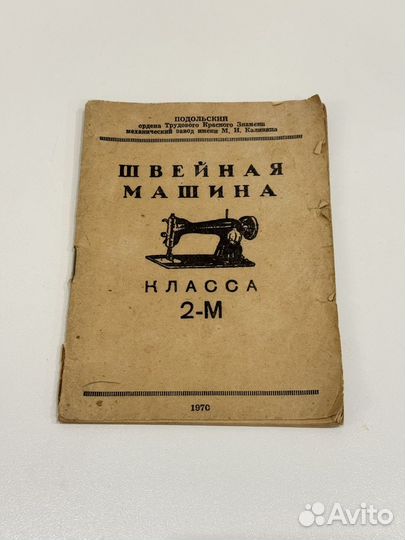 ПОДОЛЬСКИЙ
ордена Трудового Красного Знамени
механический завод имени М. И. Калинина
ШВЕЙНАЯ
МАШИНА
КЛАССА
2-М
1970
Avito